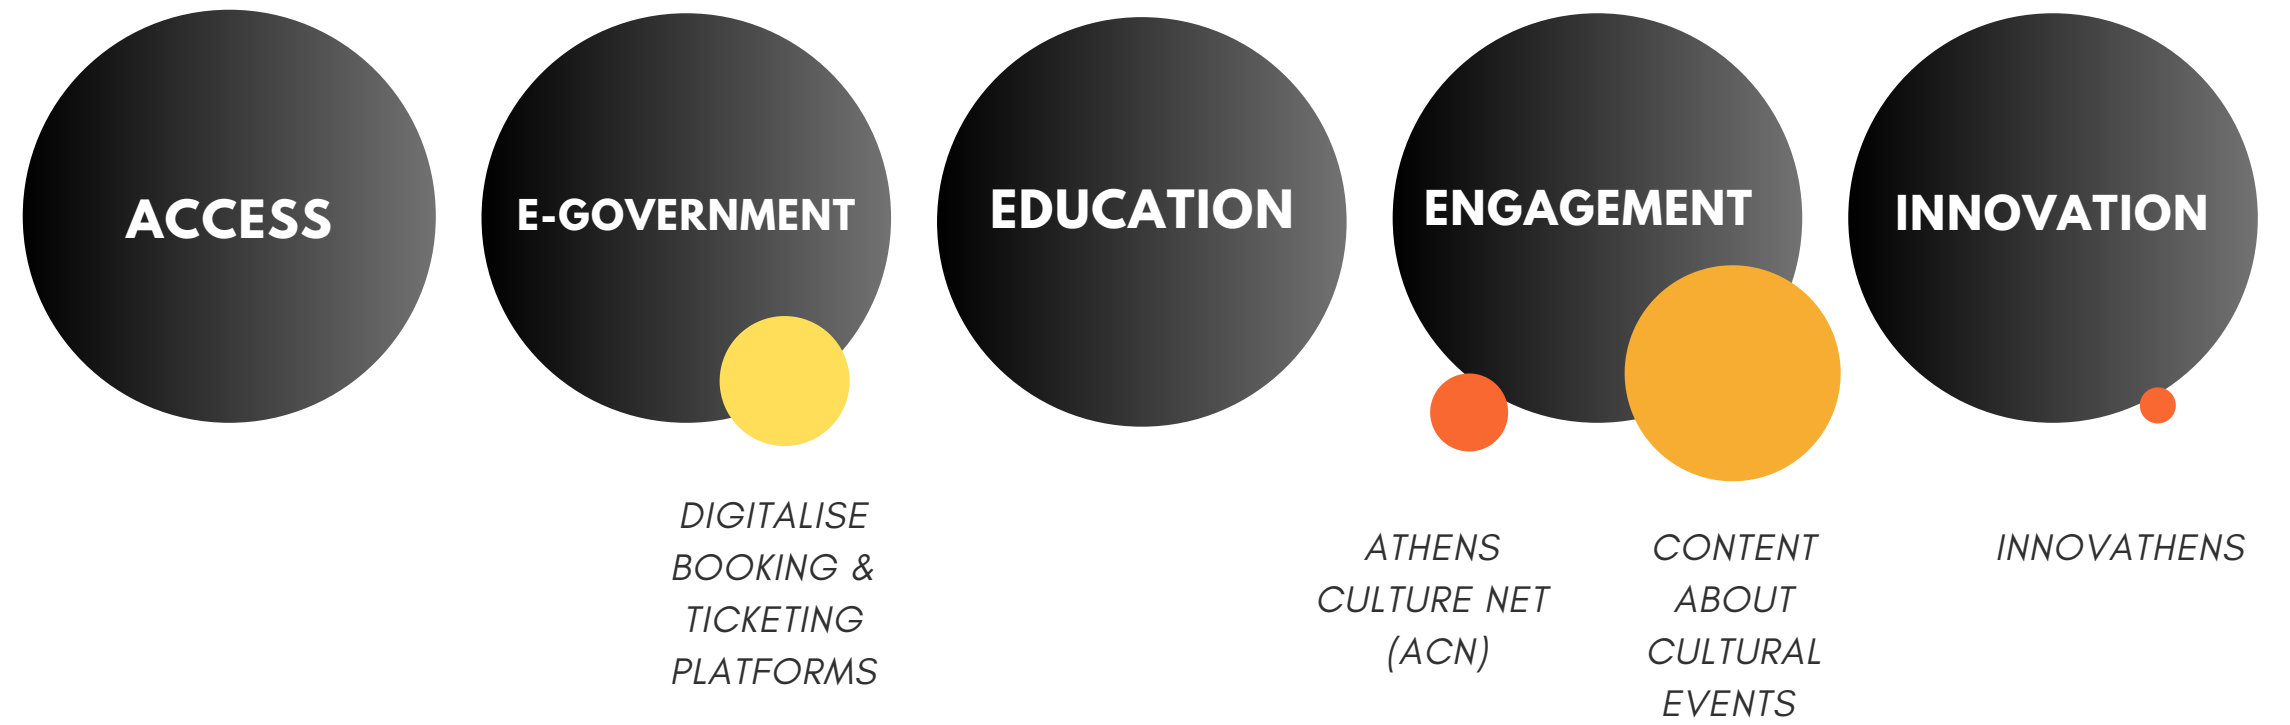 ACCESS
E-GOVERNMENT
EDUCATION
ENGAGEMENT
INNOVATION
DIGITALISE
BOOKING &
TICKETING
PLATFORMS
ATHENS
CULTURE NET
(ACN)
CONTENT
ABOUT
CULTURAL
EVENTS
INNOVATHENS